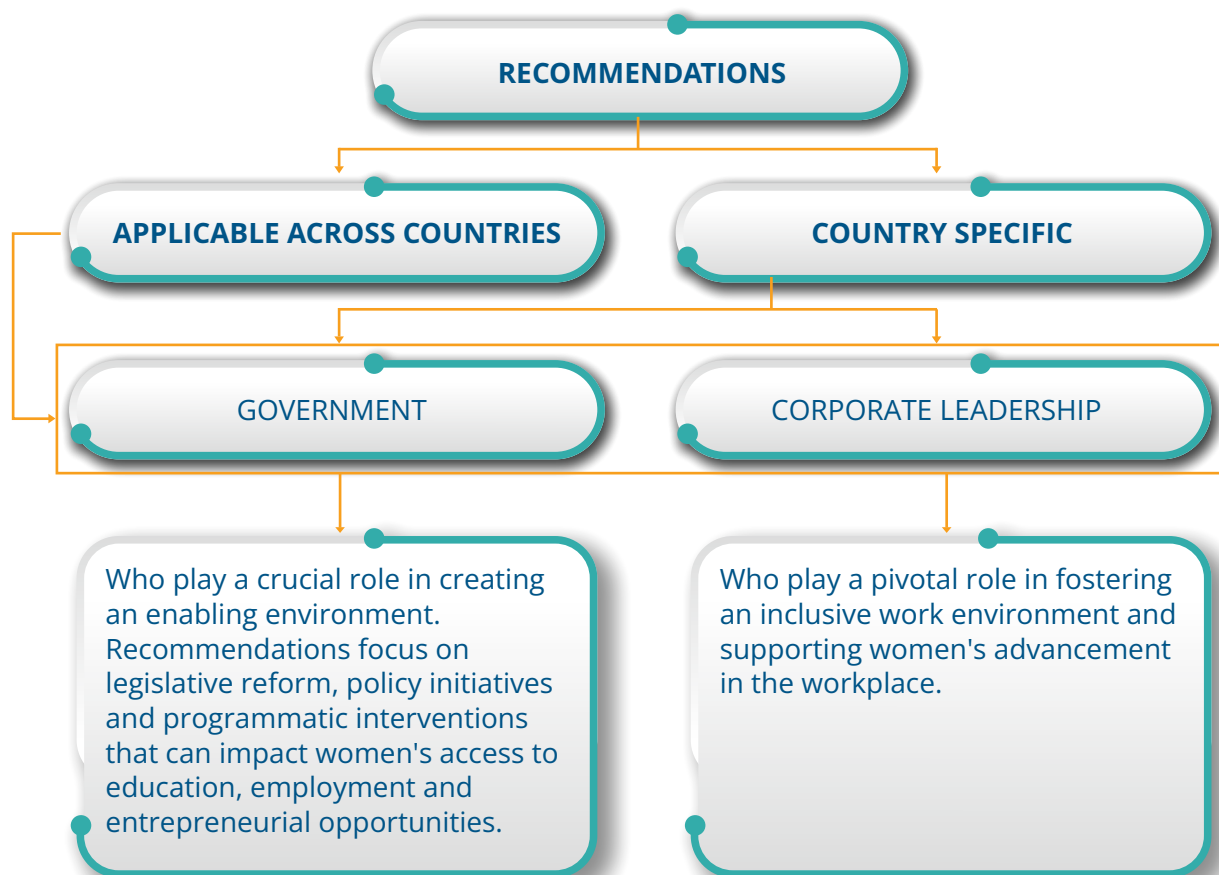 RECOMMENDATIONS
APPLICABLE ACROSS COUNTRIES
COUNTRY SPECIFIC
GOVERNMENT
CORPORATE LEADERSHIP
Who play a crucial role in creating
an enabling environment.
Recommendations focus on
legislative reform, policy initiatives
and programmatic interventions
that can impact women's access to
education, employment and
entrepreneurial opportunities.
Who play a pivotal role in fostering
an inclusive work environment and
supporting women's advancement
in the workplace.